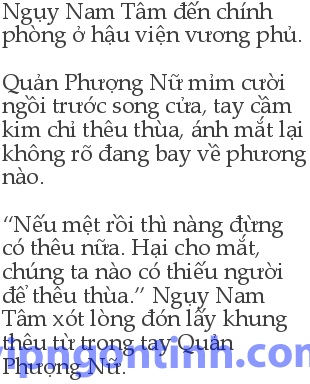 Ngụy Nam Tâm đến chính
phòng ở hậu viện vương phủ.
Quản Phượng Nữ mỉm cười
ngồi trước song cửa, tay cầm
kim chỉ thêu thùa, ánh mắt lại
không rõ đang bay về phương
nào.
“Nếu mệt rồi thì nàng đừng
có thêu nữa. Hại cho mắt,
chúng ta nào có thiếu người
để thêu thùa.” Ngụy Nam
Tâm xót lòng đón lấy khung
thêu từ trong tay Quản
Phượng Nữ.
vipngontinh.com